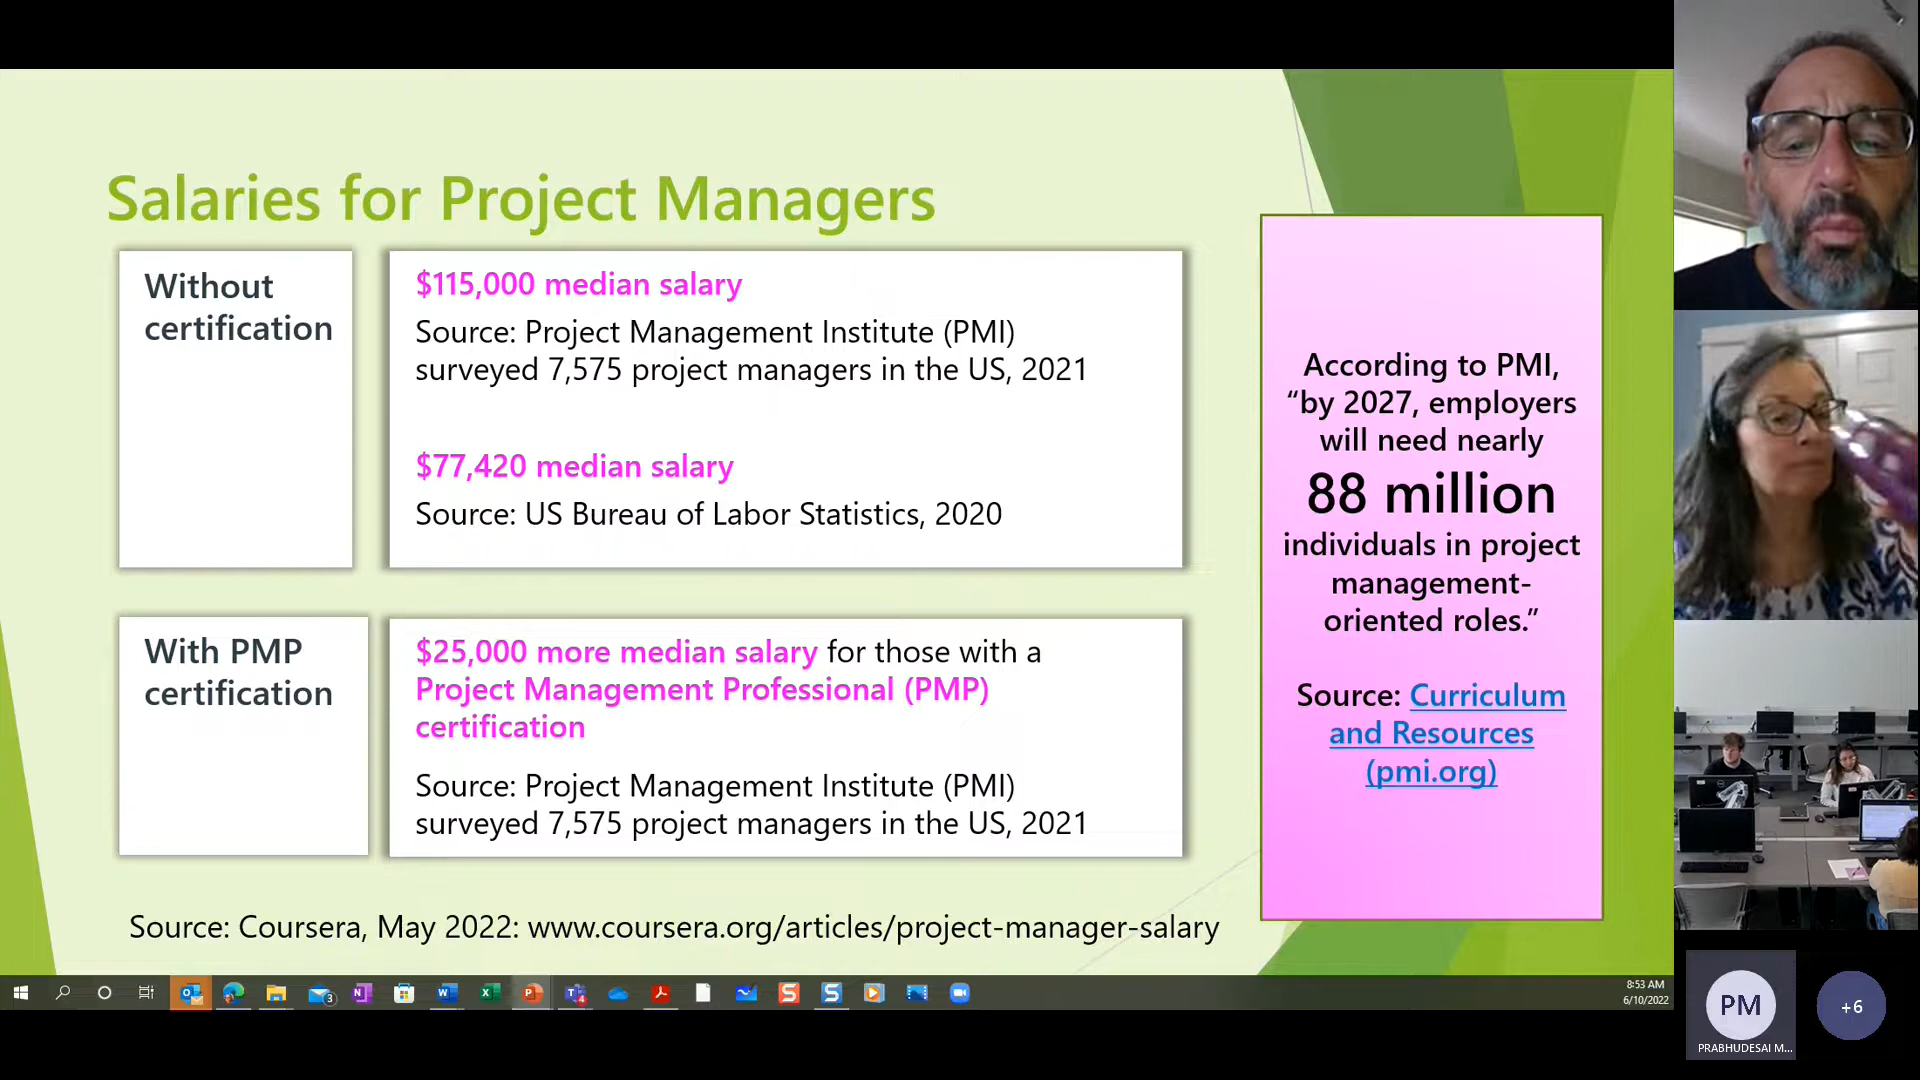 Salaries for Project Managers
Without
certification
$115,000 median salary
Source: Project Management Institute (PMI)
surveyed 7,575 project managers in the US, 2021
$77,420 median salary
Source: US Bureau of Labor Statistics, 2020
With PMP
certification
$25,000 more median salary for those with a
Project Management Professional (PMP)
certification
Source: Project Management Institute (PMI)
surveyed 7,575 project managers in the US, 2021
Source: Coursera, May 2022: www.coursera.org/articles/project-manager-salary
According to PMI,
“by 2027, employers
will need nearly
88 million
individuals in project
management-
oriented roles.”
Source: Curriculum
and Resources
(pmi.org)
3
4
8:53 AM
6/10/2022
PM
PRABHUDESAI M...
+6